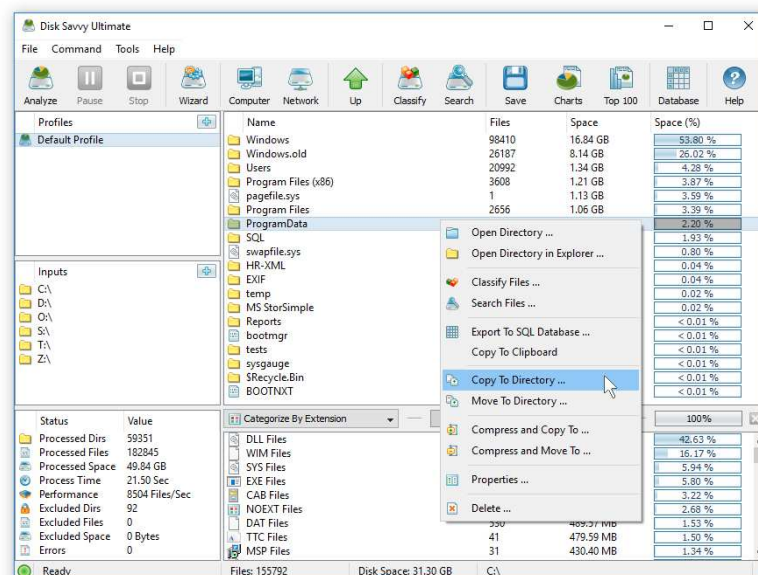 Disk Savvy Ultimate
File Command Tools Help
Analyze Pause Stop Wizard Computer Network Up Classify Search Save Charts Top 100 Database Help
Profiles
Default Profile
Inputs
C:\
D:\
O:\
S:\
T:\
Z:\
Name Files Space Space (%)
Windows 98410 16.84 GB 53.80 %
Windows.old 26187 8.14 GB 26.02 %
Users 20992 1.34 GB 4.28 %
Program Files (x86) 3608 1.21 GB 3.87 %
pagefile.sys 1 1.13 GB 3.59 %
Program Files 2656 1.06 GB 3.39 %
ProgramData 2.20 %
SQL 1.93 %
swapfile.sys 0.80 %
HR-XML 0.04 %
EXIF 0.04 %
temp 0.02 %
MS StorSimple 0.02 %
Reports < 0.01 %
bootmgr < 0.01 %
tests < 0.01 %
sysgauge < 0.01 %
$Recycle.Bin < 0.01 %
BOOTNXT < 0.01 %
Open Directory ...
Open Directory in Explorer ...
Classify Files ...
Search Files ...
Export To SQL Database ...
Copy To Clipboard
Copy To Directory ...
Move To Directory ...
Compress and Copy To ...
Compress and Move To ...
Properties ...
Delete ...
Status Value
Processed Dirs 59351
Processed Files 182845
Processed Space 49.84 GB
Process Time 21.50 Sec
Performance 8504 Files/Sec
Excluded Dirs 92
Excluded Files 0
Excluded Space 0 Bytes
Errors 0
Categorize By Extension 100%
DLL Files 42.63 %
WIM Files 16.17 %
SYS Files 5.94 %
EXE Files 5.80 %
CAB Files 3.22 %
NOEXT Files 2.68 %
DAT Files 530 489.57 MB 1.53 %
TTC Files 41 479.59 MB 1.50 %
MSP Files 31 430.40 MB 1.34 %
Ready Files: 155792 Disk Space: 31.30 GB C:\